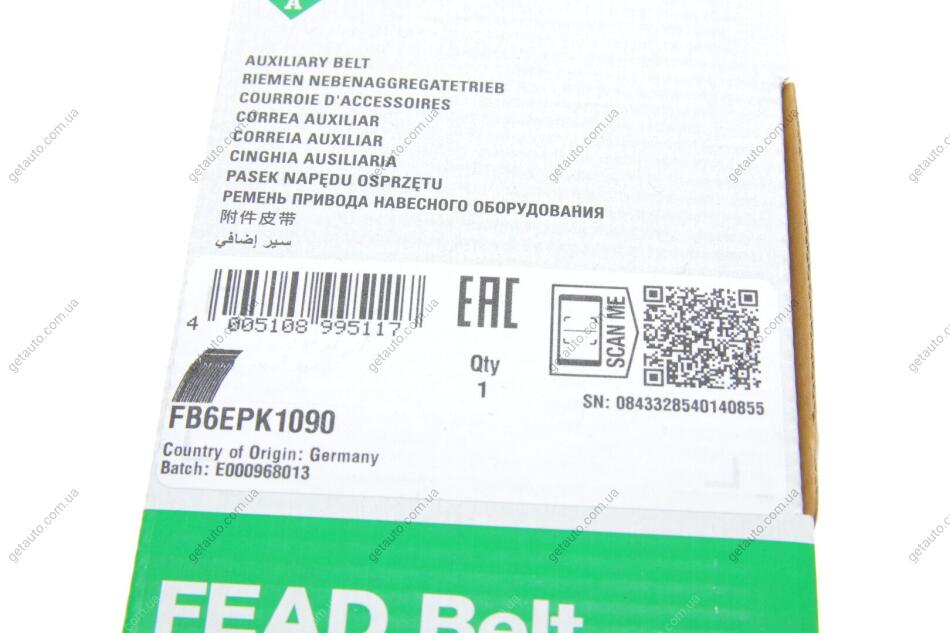 A
AUXILIARY BELT
RIEMEN NEBENAGGREGATETRIEB
COURROIE D'ACCESSOIRES
CORREA AUXILIAR
CORREIA AUXILIAR
CINGHIA AUSILIARIA
PASEK NAPĘDU OSPRZĘTU
РЕМЕНЬ ПРИВОДА НАВЕСНОГО ОБОРУДОВАНИЯ
附件皮带
سير إضافي
4 005108 995117
EAC
Qty
1
SCAN ME
SN: 0843328540140855
FB6EPK1090
Country of Origin: Germany
Batch: E000968013
FEAD Belt
getauto.com.ua